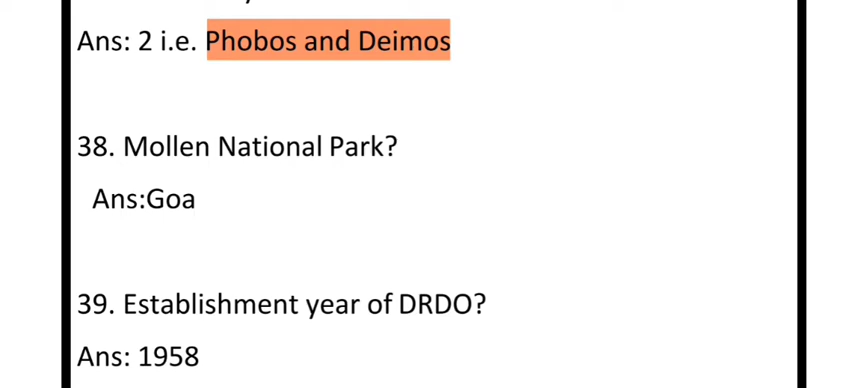 Ans: 2 i.e. Phobos and Deimos
38. Mollen National Park?
Ans:Goa
39. Establishment year of DRDO?
Ans: 1958